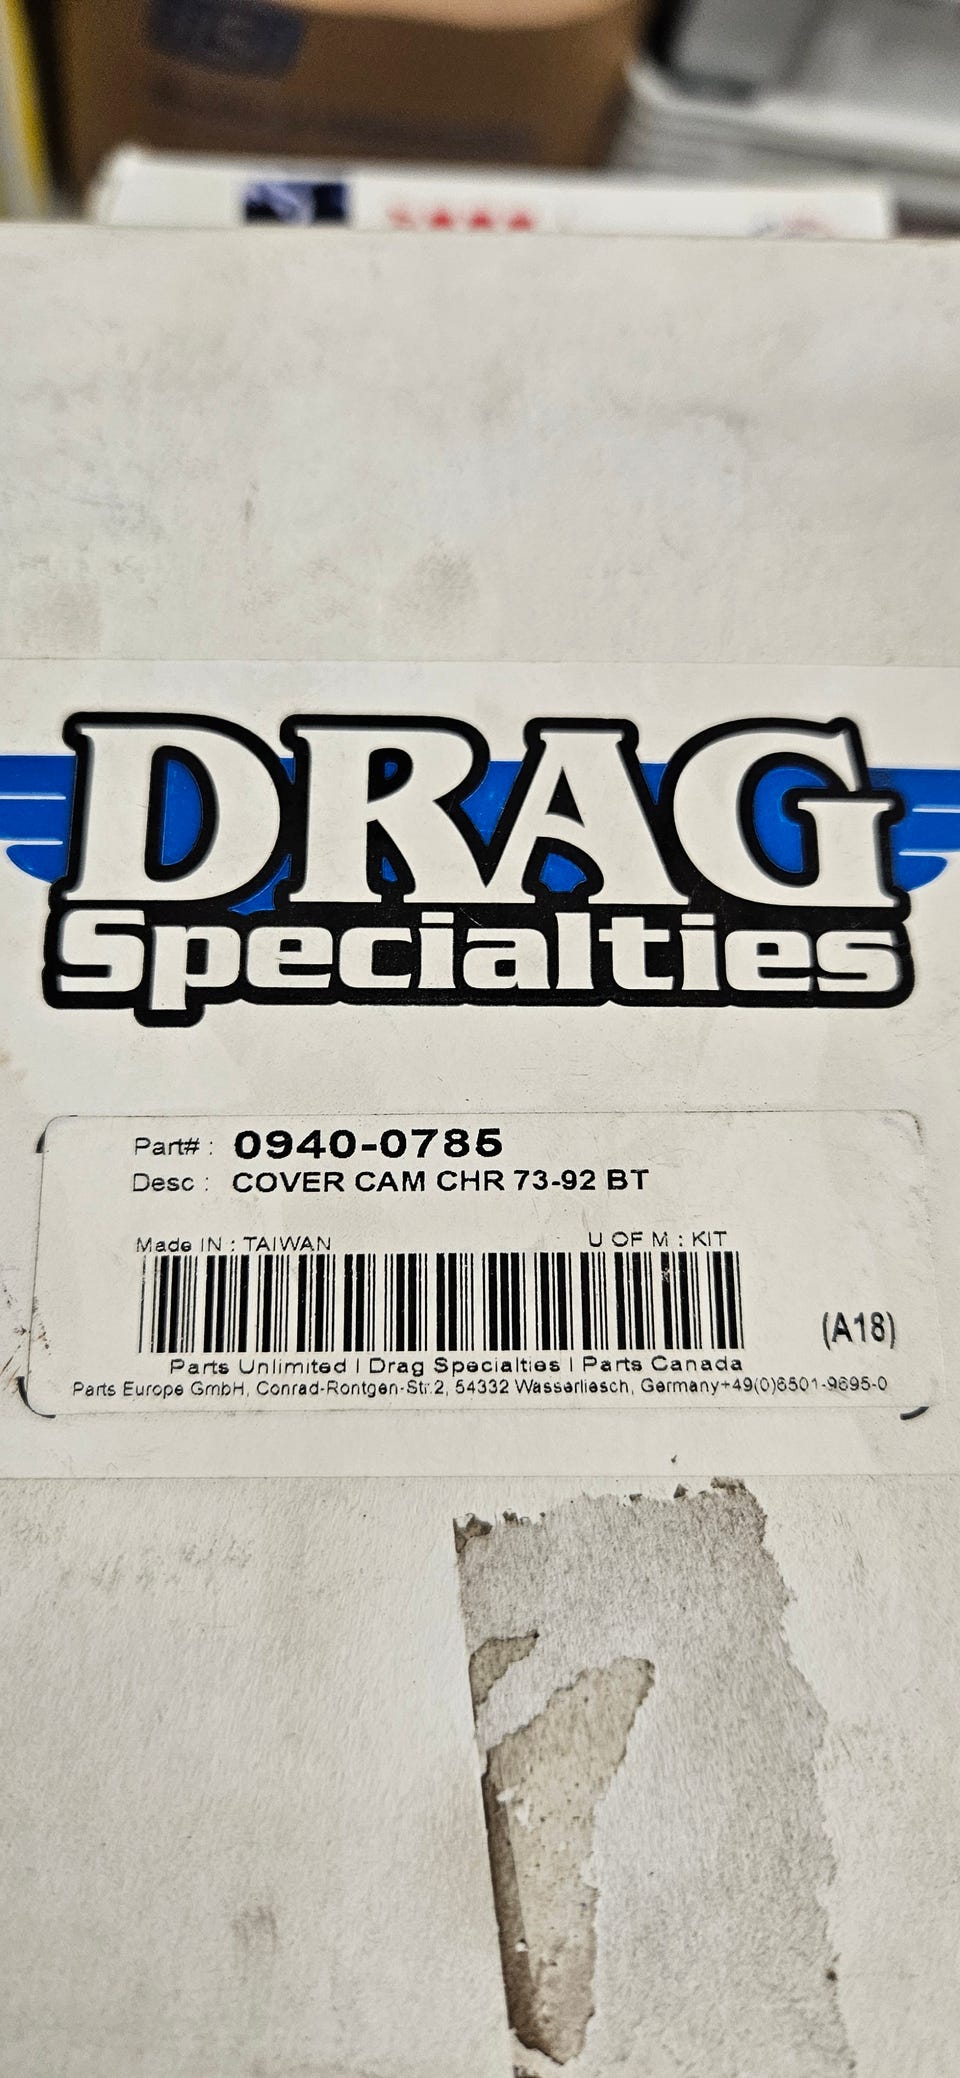 DRAG
Specialties
Part# : 0940-0785
Desc : COVER CAM CHR 73-92 BT
Made IN : TAIWAN U OF M : KIT
(A18)
Parts Unlimited | Drag Specialties | Parts Canada
Parts Europe GmbH, Conrad-Rontgen-Str.2, 54332 Wasserliesch, Germany+49(0)6501-9695-0